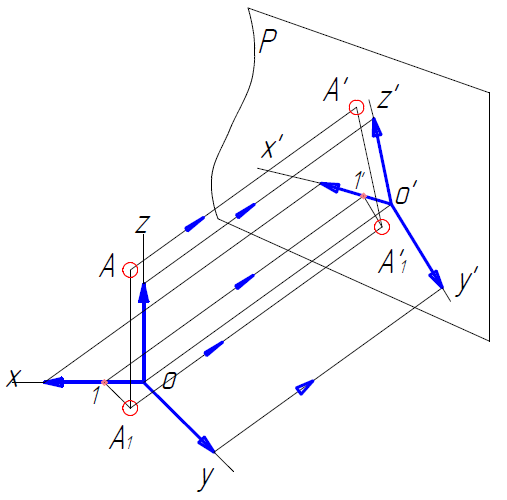 P
A′
z′
x′
1′
O′
z
A
A′₁
y′
x
1
O
A₁
y